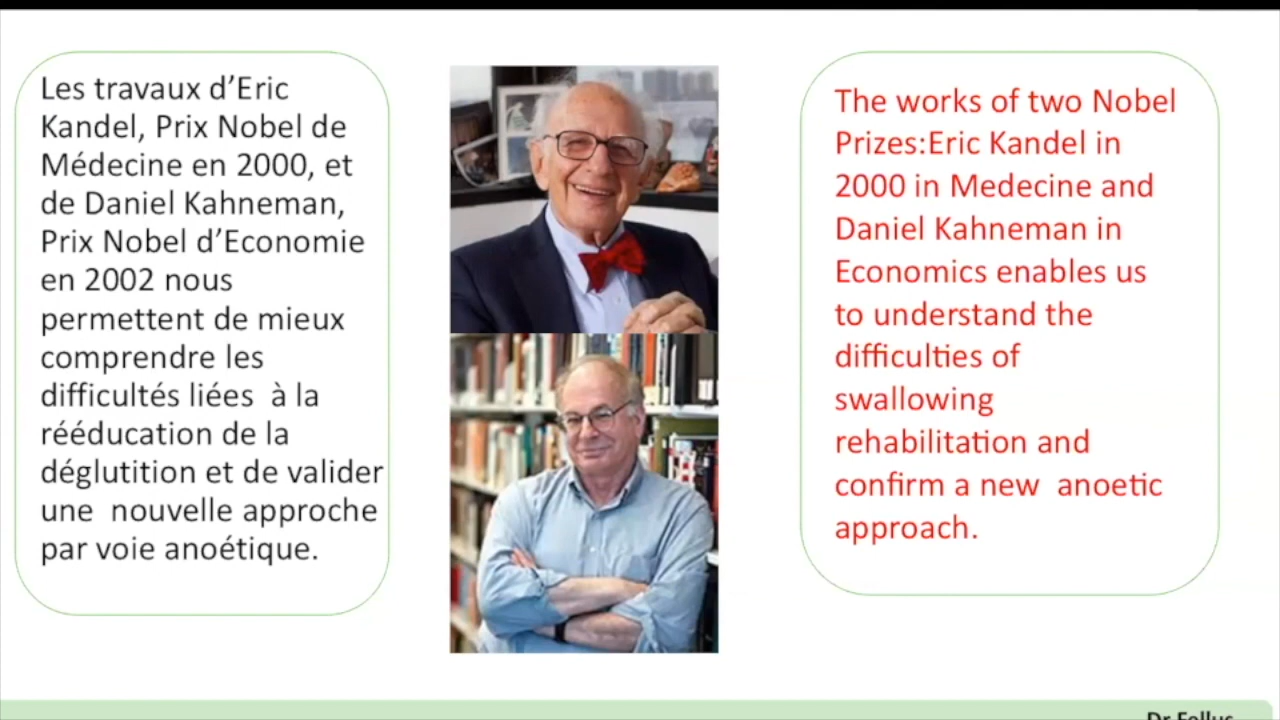 Les travaux d’Eric
Kandel, Prix Nobel de
Médecine en 2000, et
de Daniel Kahneman,
Prix Nobel d’Economie
en 2002 nous
permettent de mieux
comprendre les
difficultés liées  à la
rééducation de la
déglutition et de valider
une  nouvelle approche
par voie anoétique.
The works of two Nobel
Prizes:Eric Kandel in
2000 in Medecine and
Daniel Kahneman in
Economics enables us
to understand the
difficulties of
swallowing
rehabilitation and
confirm a new  anoetic
approach.
Dr Fellus